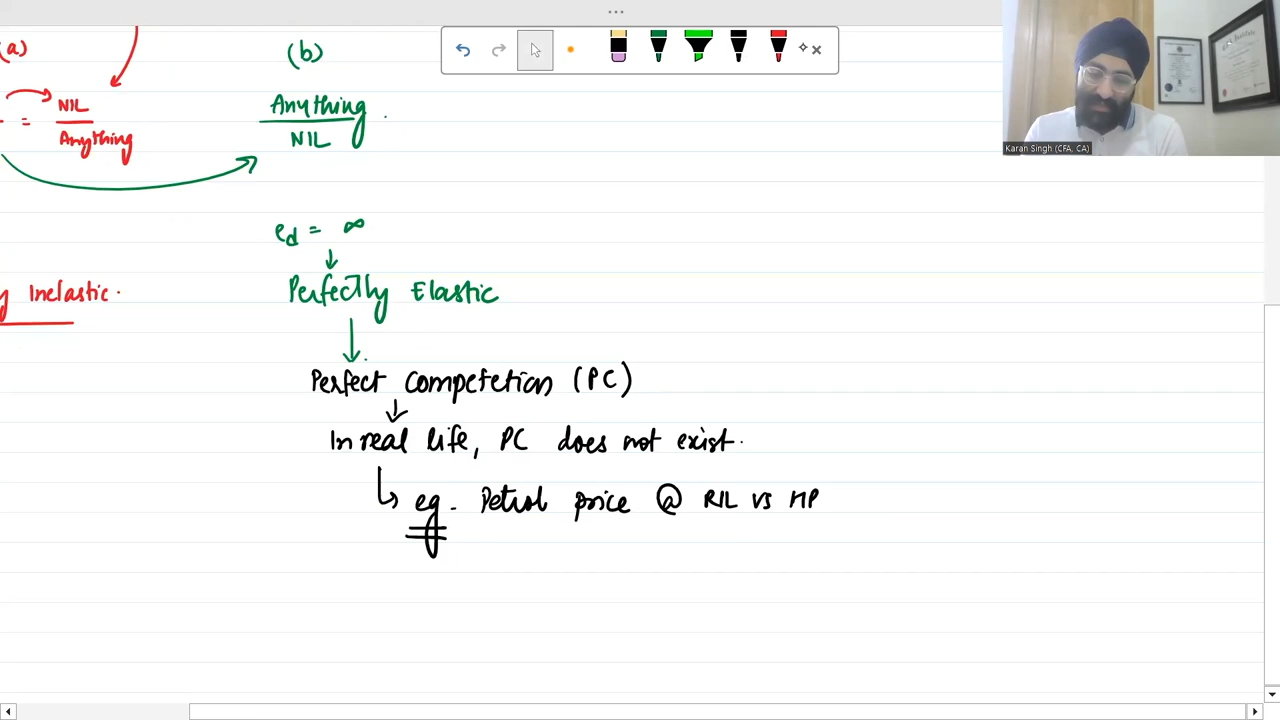 (a)
= NIL
Anything
(b)
Anything
NIL
ed = ∞
Inelastic.
Perfectly Elastic
Perfect competetion (PC)
In real life, PC does not exist.
eg. Petrol price @ RIL vs HP
Karan Singh (CFA, CA)